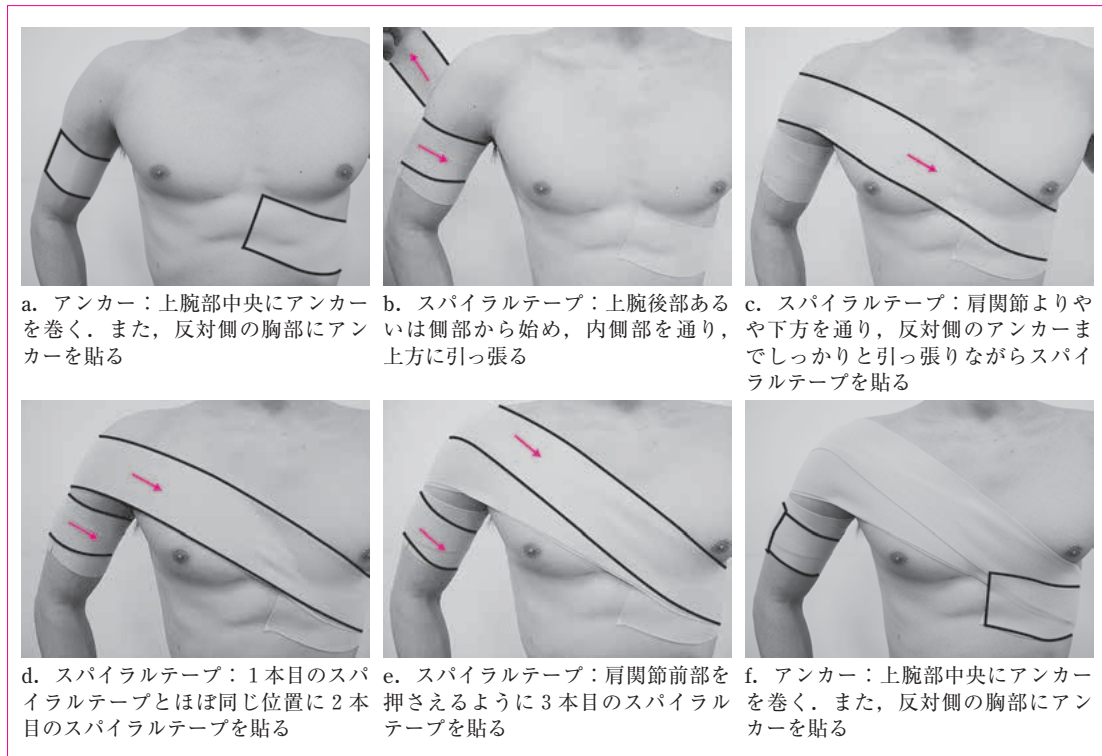 a. アンカー：上腕部中央にアンカー
を巻く．また，反対側の胸部にアン
カーを貼る
b. スパイラルテープ：上腕後部ある
いは側部から始め，内側部を通り，
上方に引っ張る
c. スパイラルテープ：肩関節よりや
や下方を通り，反対側のアンカーま
でしっかりと引っ張りながらスパイ
ラルテープを貼る
d. スパイラルテープ：1本目のスパ
イラルテープとほぼ同じ位置に2本
目のスパイラルテープを貼る
e. スパイラルテープ：肩関節前部を
押さえるように3本目のスパイラル
テープを貼る
f. アンカー：上腕部中央にアンカー
を巻く．また，反対側の胸部にアン
カーを貼る